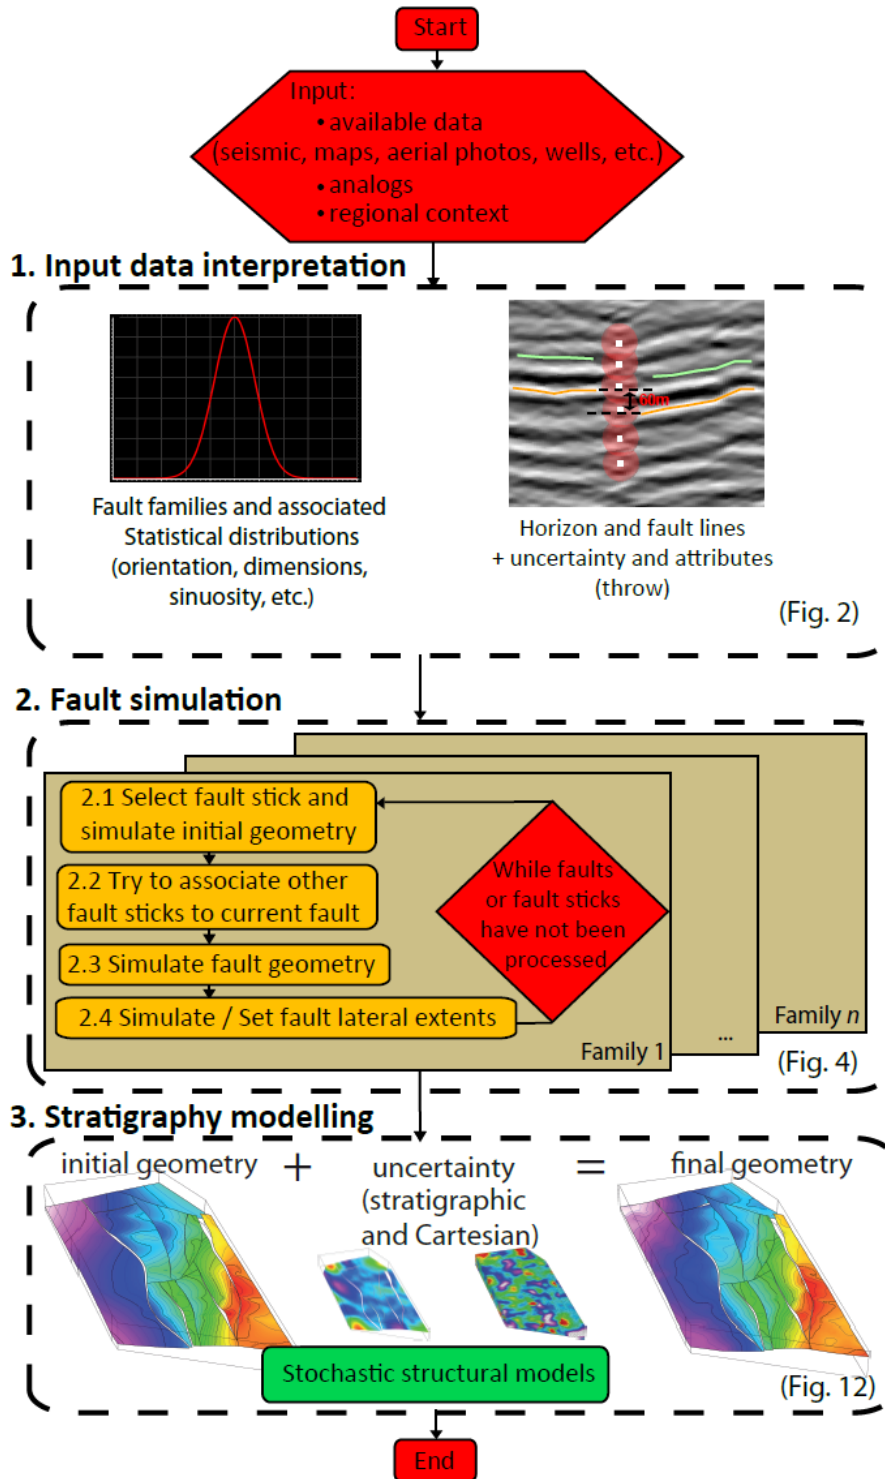 Start
Input:
• available data
(seismic, maps, aerial photos, wells, etc.)
• analogs
• regional context
1. Input data interpretation
Fault families and associated
Statistical distributions
(orientation, dimensions,
sinuosity, etc.)
60m
Horizon and fault lines
+ uncertainty and attributes
(throw)
(Fig. 2)
2. Fault simulation
2.1 Select fault stick and
simulate initial geometry
2.2 Try to associate other
fault sticks to current fault
2.3 Simulate fault geometry
2.4 Simulate / Set fault lateral extents
While faults
or fault sticks
have not been
processed
Family 1
...
Family n
(Fig. 4)
3. Stratigraphy modelling
initial geometry
+
uncertainty
(stratigraphic
and Cartesian)
=
final geometry
Stochastic structural models
(Fig. 12)
End